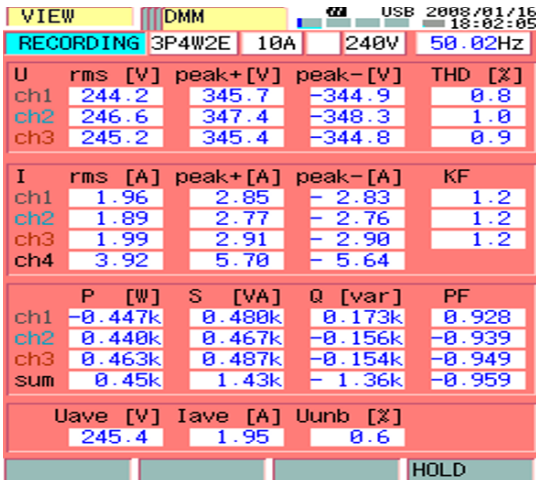 VIEW DMM USB 2008/01/16
18:02:05
RECORDING 3P4W2E 10A 240V 50.02Hz
U rms [V] peak+[V] peak-[V] THD [%]
ch1 244.2 345.7 -344.9 0.8
ch2 246.6 347.4 -348.3 1.0
ch3 245.2 345.4 -344.8 0.9
I rms [A] peak+[A] peak-[A] KF
ch1 1.96 2.85 - 2.83 1.2
ch2 1.89 2.77 - 2.76 1.2
ch3 1.99 2.91 - 2.90 1.2
ch4 3.92 5.70 - 5.64
P [W] S [VA] Q [var] PF
ch1 -0.447k 0.480k 0.173k 0.928
ch2 0.440k 0.467k -0.156k -0.939
ch3 0.463k 0.487k -0.154k -0.949
sum 0.45k 1.43k - 1.36k -0.959
Uave [V] Iave [A] Uunb [%]
245.4 1.95 0.6
HOLD